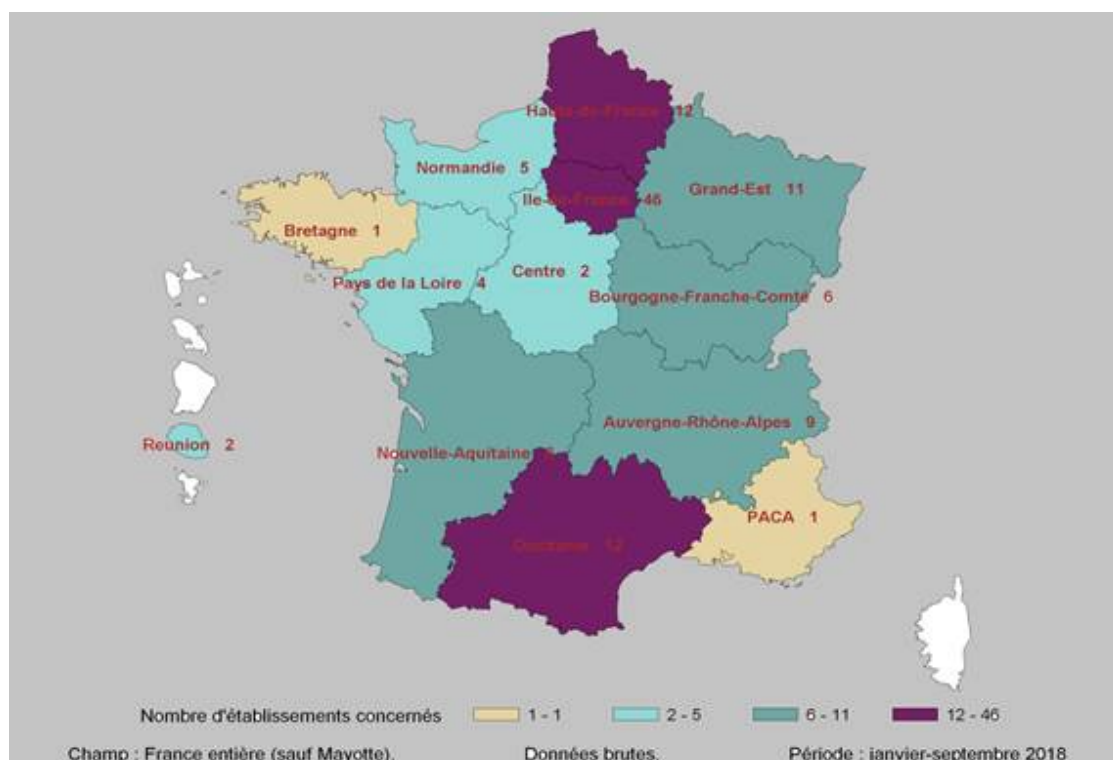 Hauts-de-France 12
Normandie 5
Grand-Est 11
Ile-de-France 46
Bretagne 1
Centre 2
Pays de la Loire 4
Bourgogne-Franche-Comté 6
Auvergne-Rhône-Alpes 9
Reunion 2
Nouvelle-Aquitaine
PACA 1
Occitanie 12
Nombre d'établissements concernés 1 - 1 2 - 5 6 - 11 12 - 46
Champ : France entière (sauf Mayotte). Données brutes. Période : janvier-septembre 2018